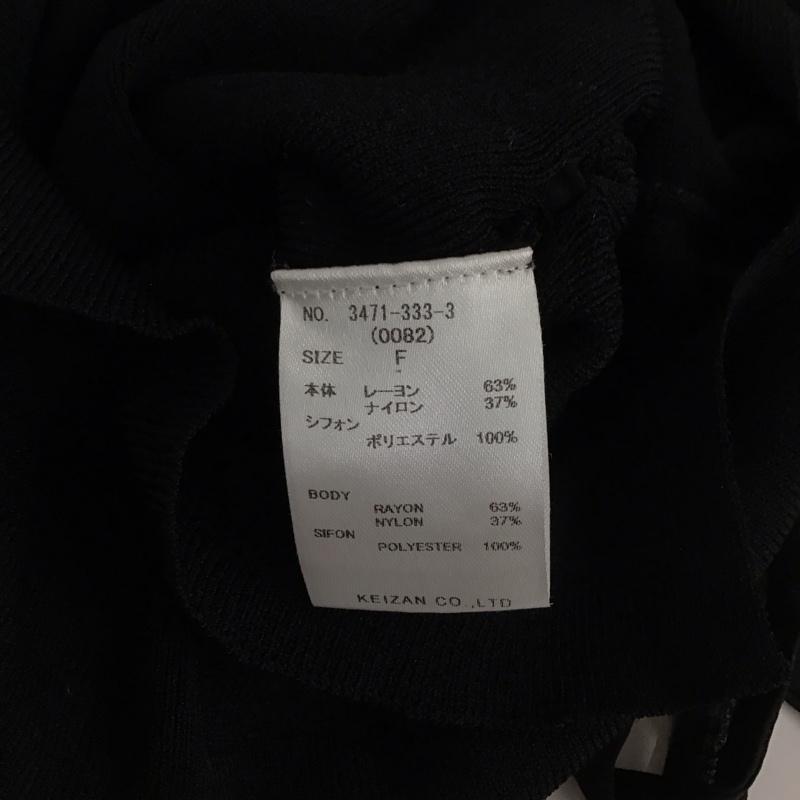 NO. 3471-333-3
(0082)
SIZE F
本体 レーヨン 63%
ナイロン 37%
シフォン
ポリエステル 100%
BODY
RAYON 63%
NYLON 37%
SIFON
POLYESTER 100%
KEIZAN CO.,LTD